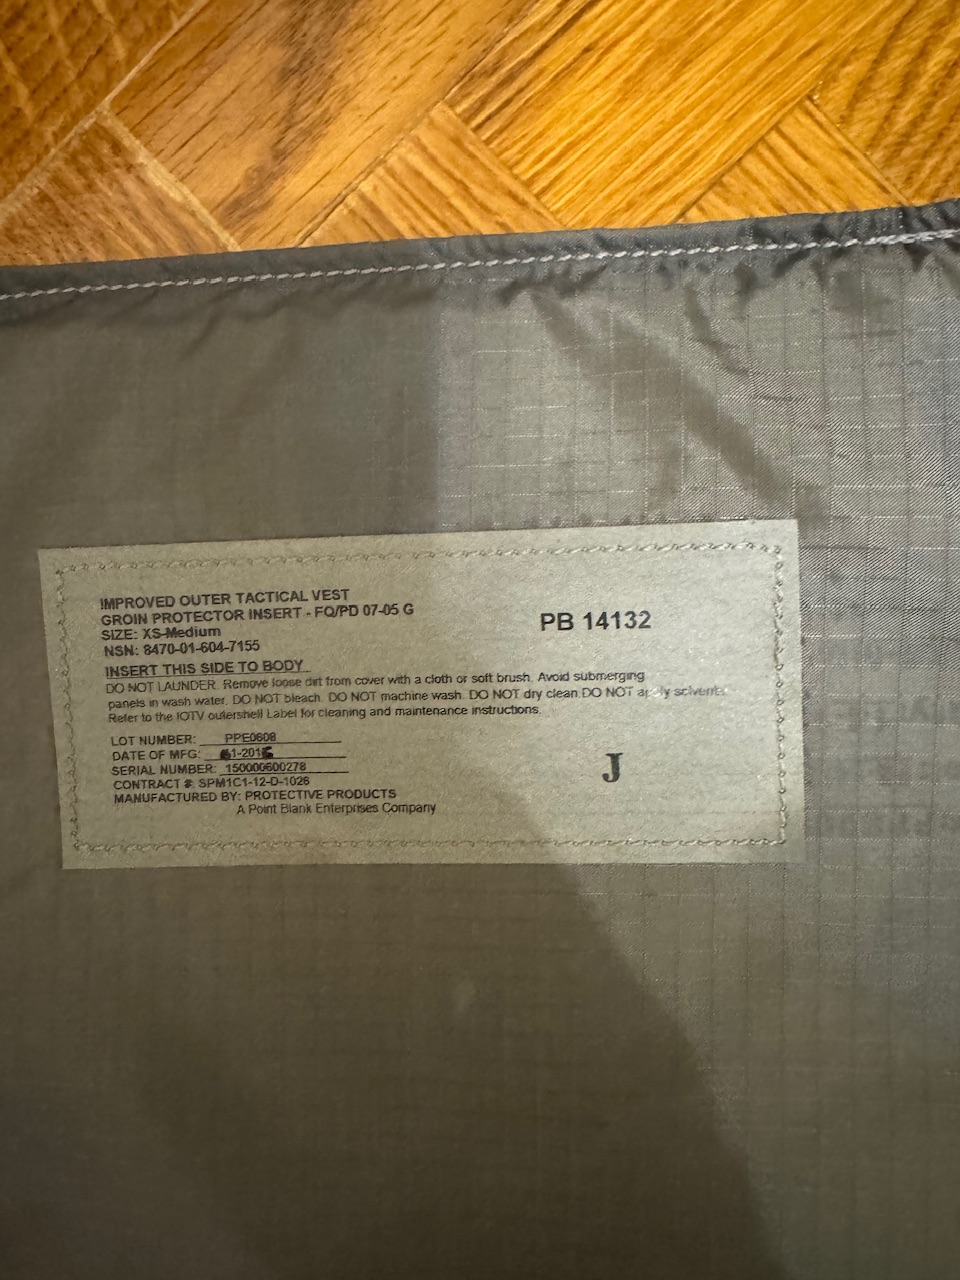 IMPROVED OUTER TACTICAL VEST
GROIN PROTECTOR INSERT - FQ/PD 07-05 G
SIZE: XS-Medium
NSN: 8470-01-604-7155
PB 14132
INSERT THIS SIDE TO BODY
DO NOT LAUNDER. Remove loose dirt from cover with a cloth or soft brush. Avoid submerging
panels in wash water. DO NOT bleach. DO NOT machine wash. DO NOT dry clean. DO NOT
Refer to the IOTV outershell Label for cleaning and maintenance instructions.
LOT NUMBER: PPE0608
DATE OF MFG:
SERIAL NUMBER: 150000600278
CONTRACT #: SPM1C1-12-D-1026
MANUFACTURED BY: PROTECTIVE PRODUCTS
A Point Blank Enterprises Company
J